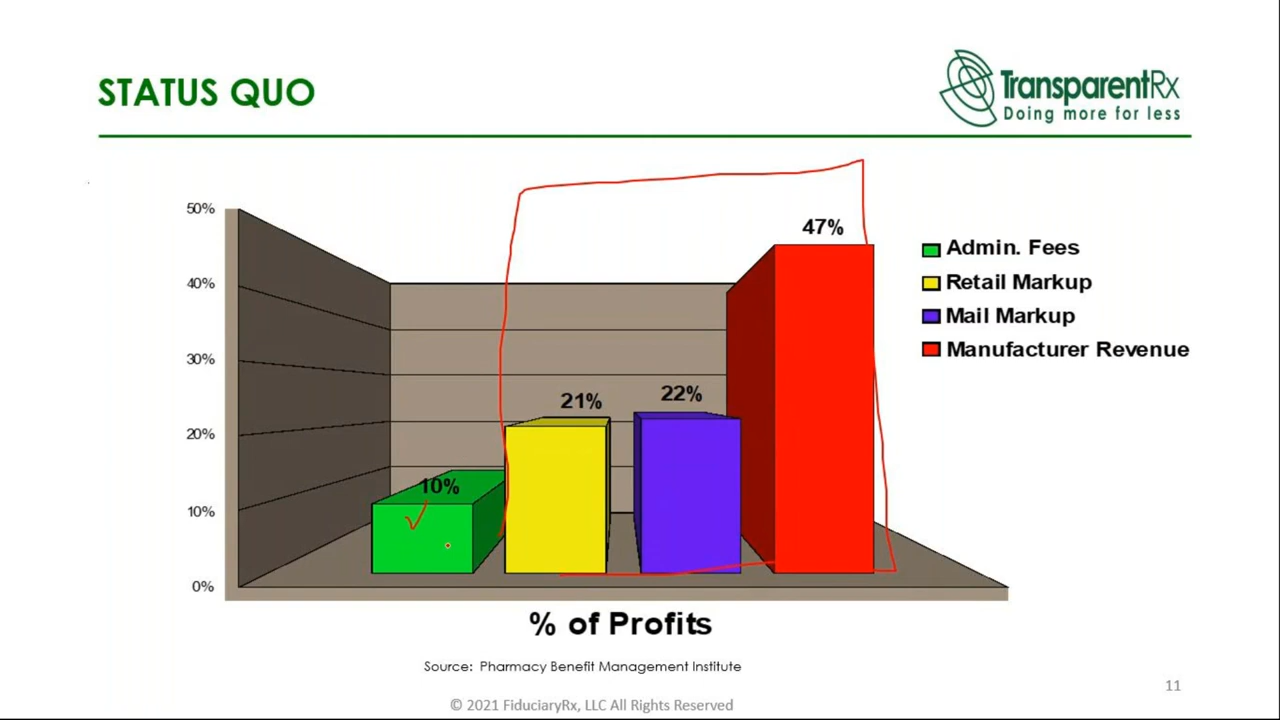 STATUS QUO
TransparentRx
Doing more for less
50%
40%
30%
20%
10%
0%
10%
21%
22%
47%
Admin. Fees
Retail Markup
Mail Markup
Manufacturer Revenue
% of Profits
Source: Pharmacy Benefit Management Institute
11
© 2021 FiduciaryRx, LLC All Rights Reserved